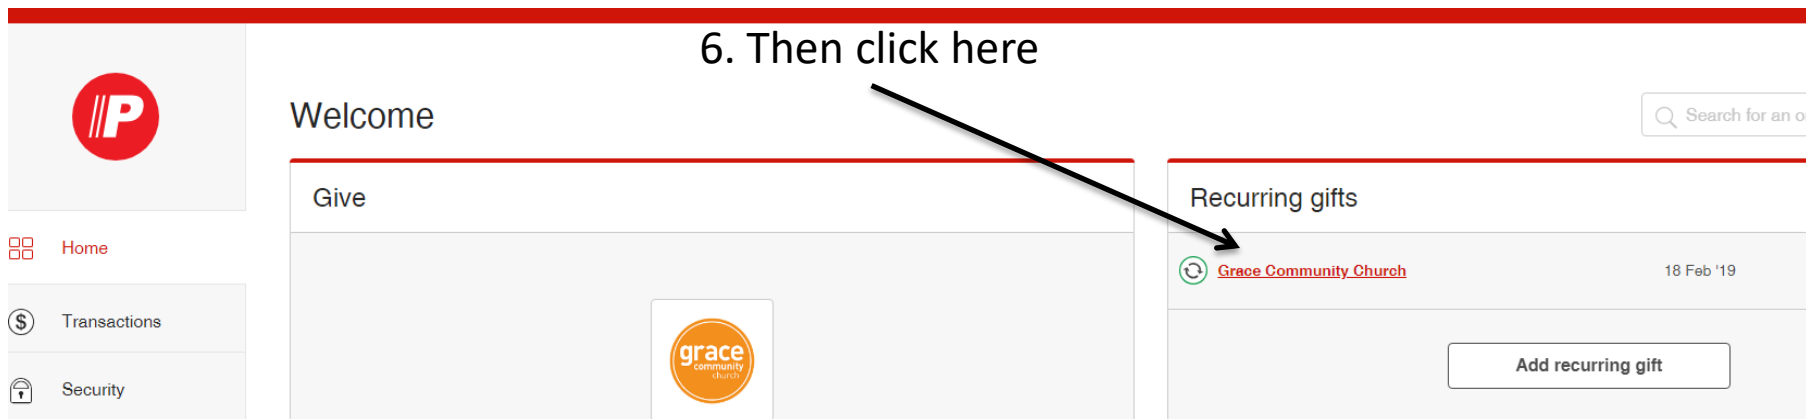 6. Then click here
P
Welcome
Search for an o
Give
Recurring gifts
Home
Grace Community Church
18 Feb '19
$
Transactions
grace
community
church
Add recurring gift
Security